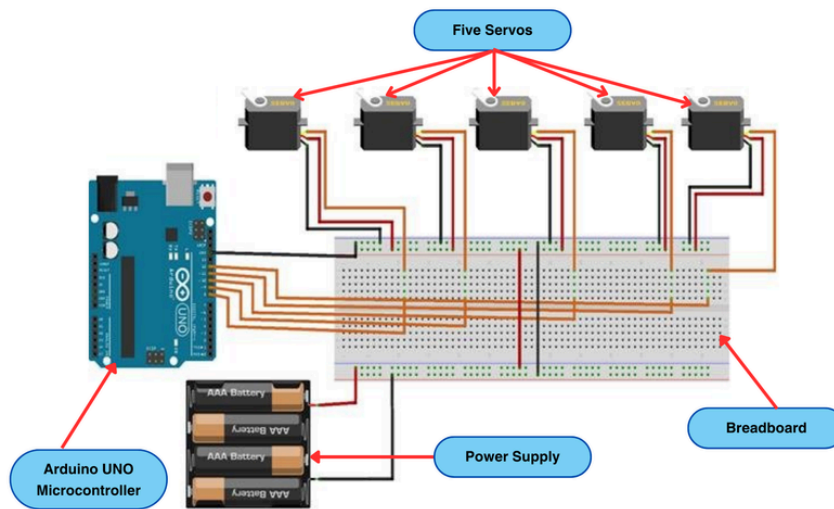 Five Servos
UNO
AAA Battery
AAA Battery
AAA Battery
AAA Battery
Arduino UNO
Microcontroller
Power Supply
Breadboard